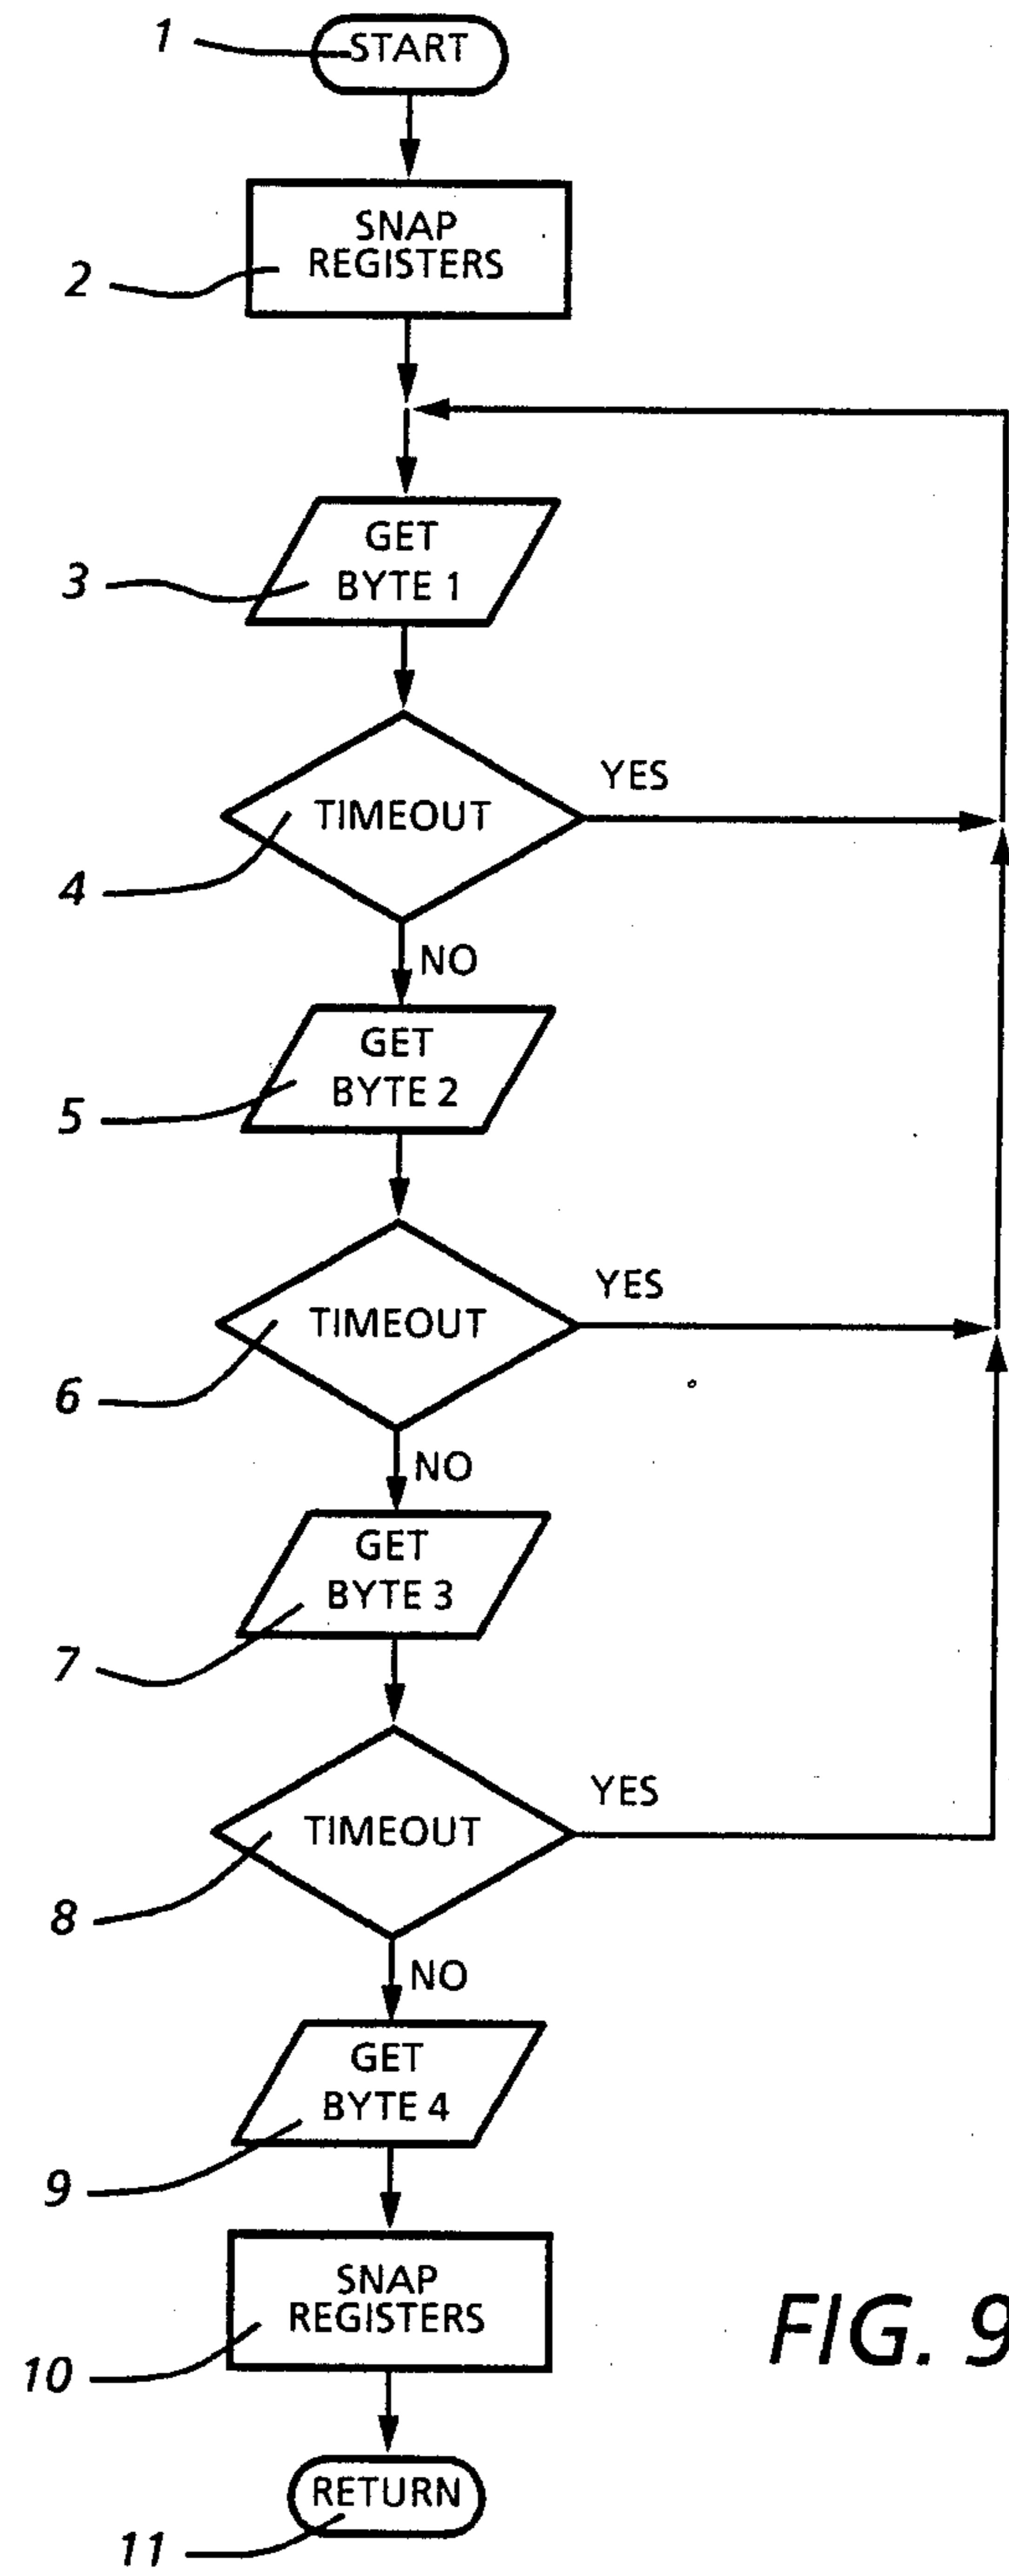 1
START
SNAP
REGISTERS
2
GET
BYTE 1
3
YES
TIMEOUT
4
NO
GET
BYTE 2
5
YES
TIMEOUT
6
NO
GET
BYTE 3
7
YES
TIMEOUT
8
NO
GET
BYTE 4
9
SNAP
REGISTERS
10
FIG. 9
RETURN
11